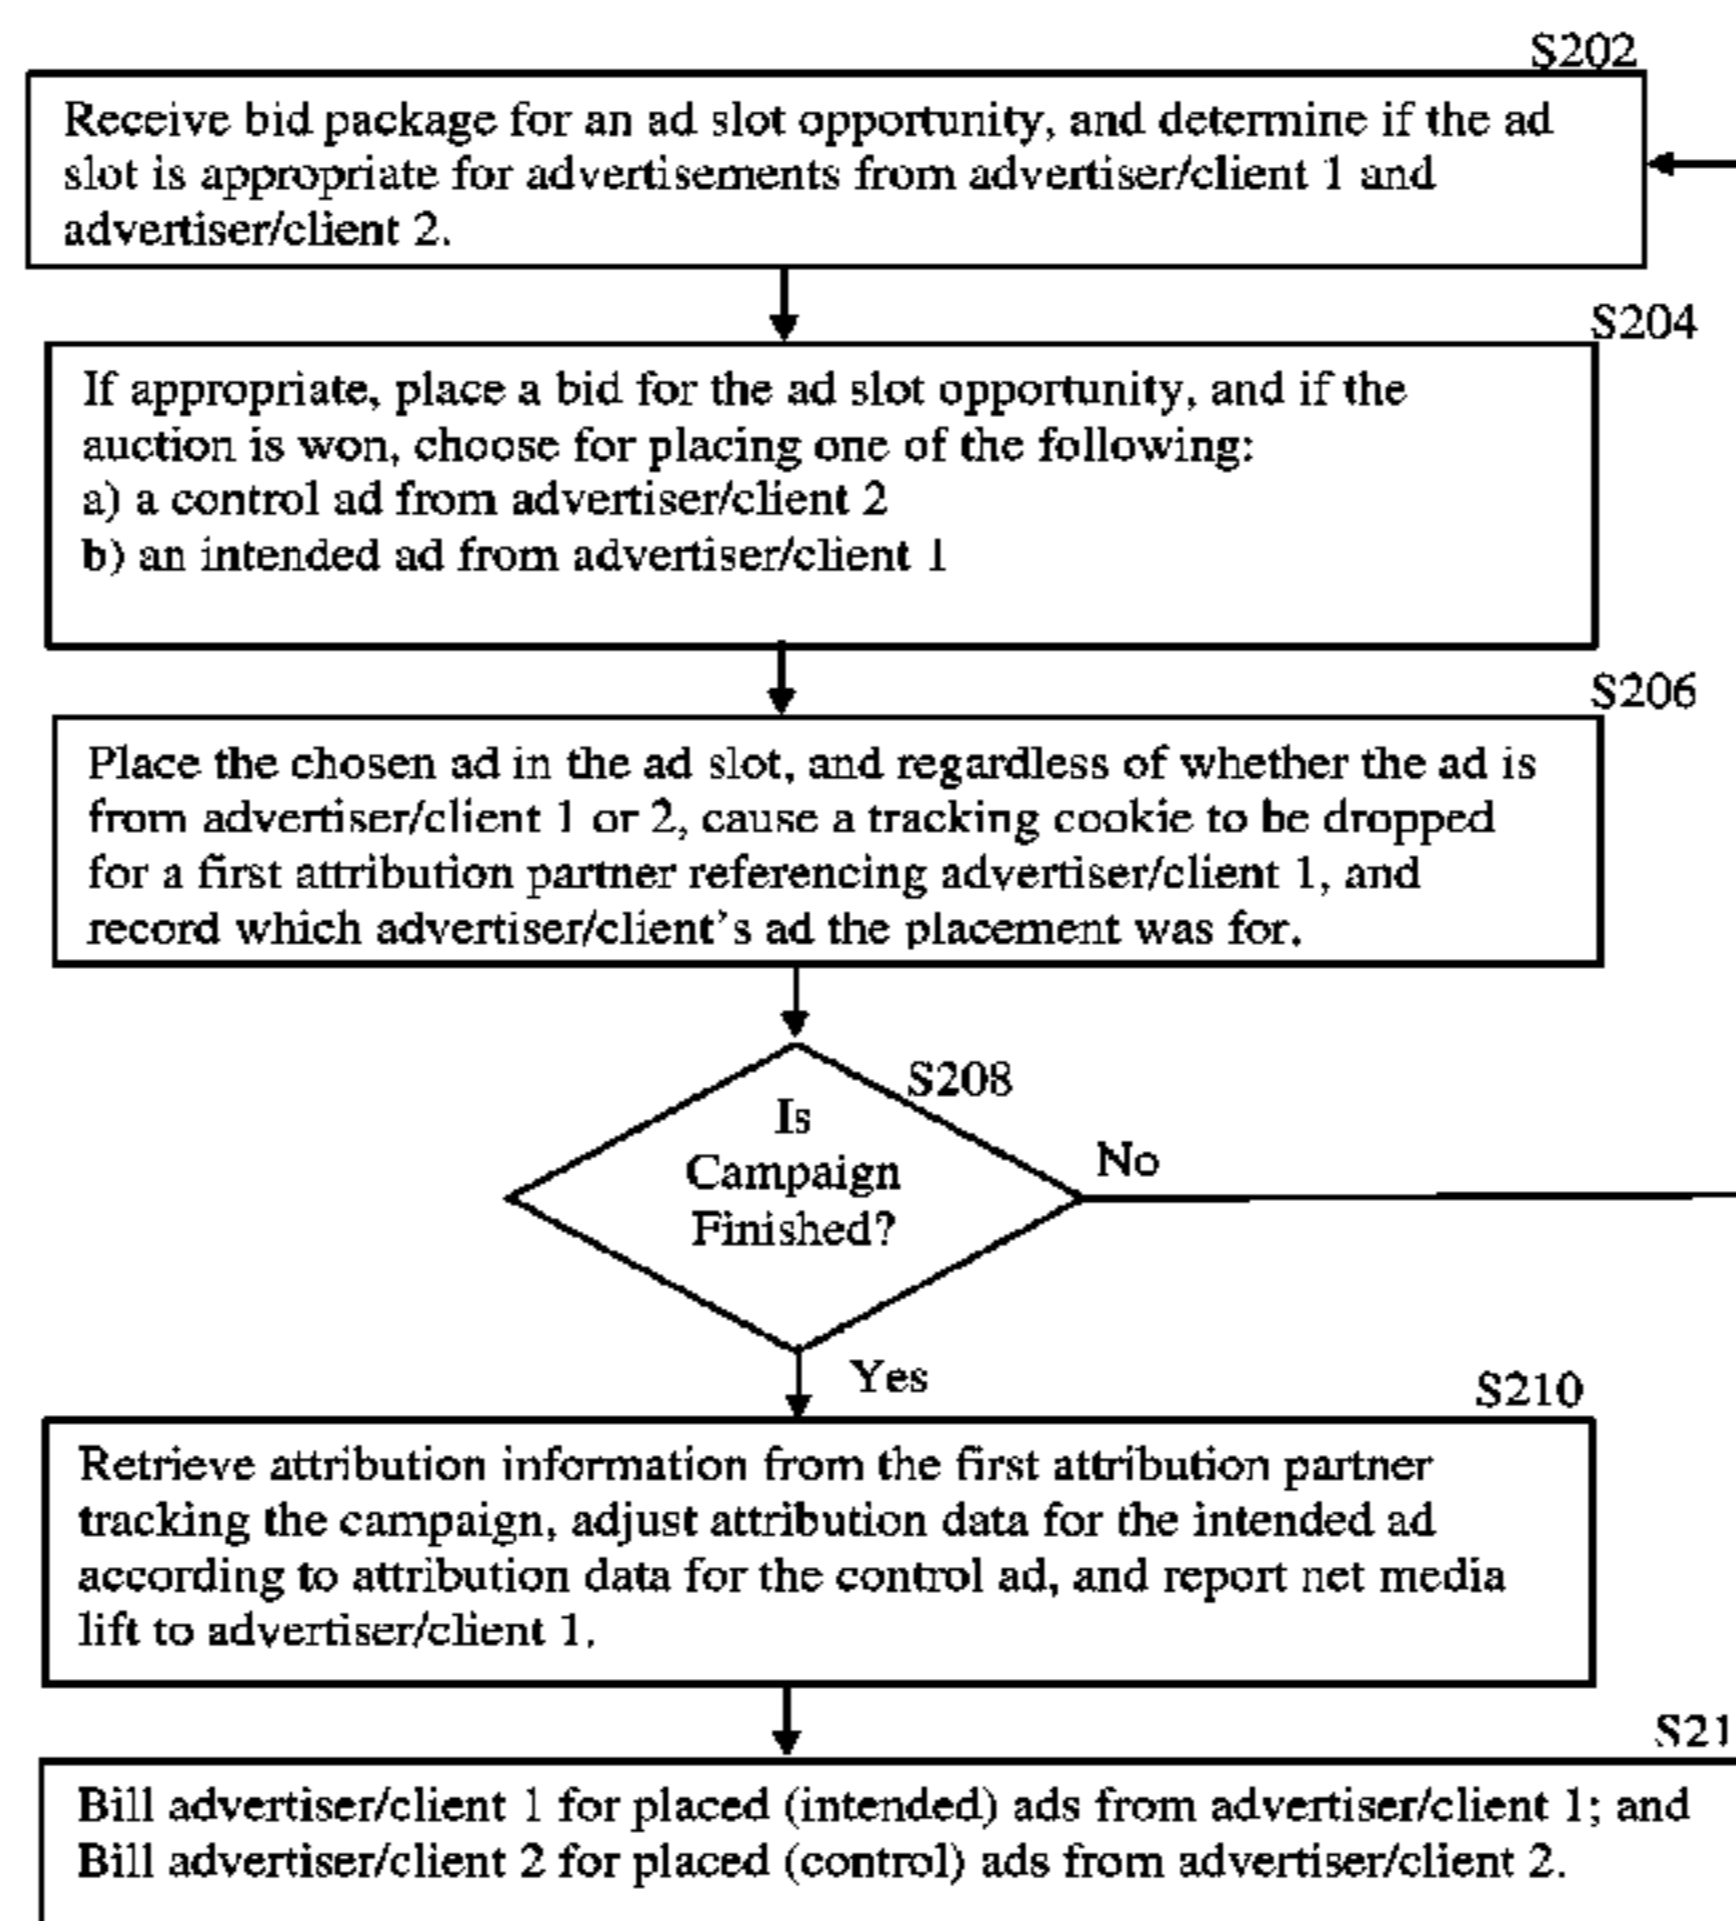 S202
Receive bid package for an ad slot opportunity, and determine if the ad
slot is appropriate for advertisements from advertiser/client 1 and
advertiser/client 2.
S204
If appropriate, place a bid for the ad slot opportunity, and if the
auction is won, choose for placing one of the following:
a) a control ad from advertiser/client 2
b) an intended ad from advertiser/client 1
S206
Place the chosen ad in the ad slot, and regardless of whether the ad is
from advertiser/client 1 or 2, cause a tracking cookie to be dropped
for a first attribution partner referencing advertiser/client 1, and
record which advertiser/client's ad the placement was for.
S208
Is
Campaign
Finished?
No
Yes
S210
Retrieve attribution information from the first attribution partner
tracking the campaign, adjust attribution data for the intended ad
according to attribution data for the control ad, and report net media
lift to advertiser/client 1.
S21
Bill advertiser/client 1 for placed (intended) ads from advertiser/client 1; and
Bill advertiser/client 2 for placed (control) ads from advertiser/client 2.